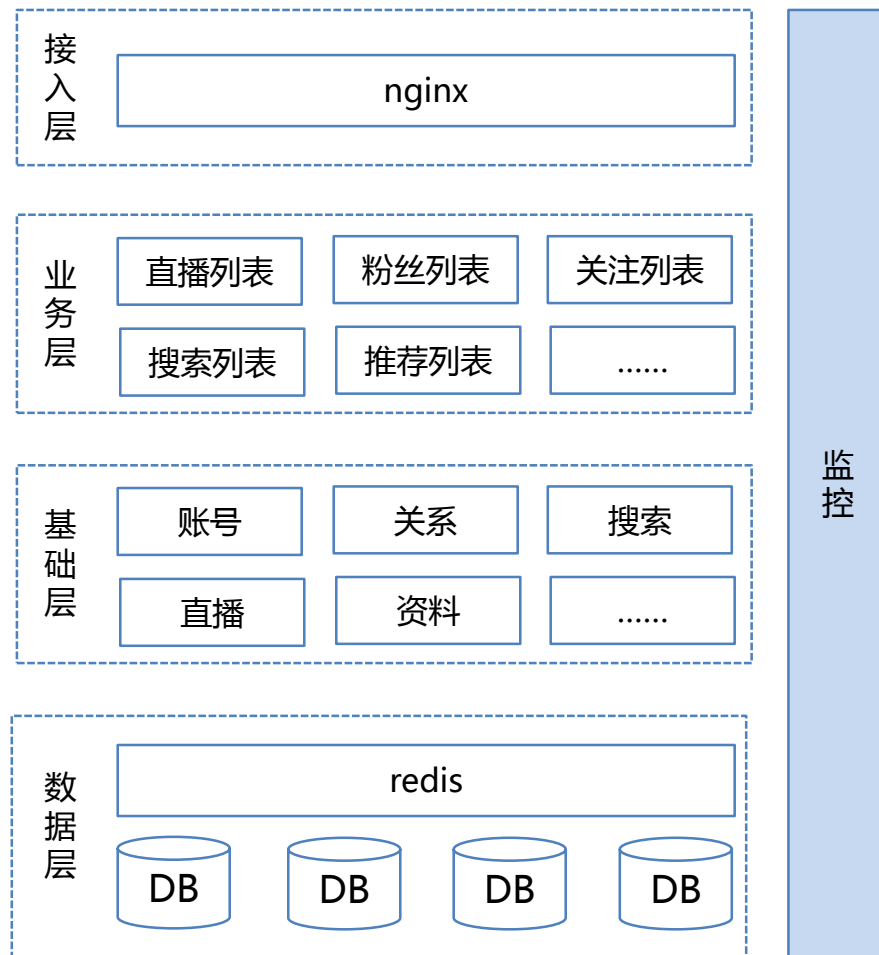 接入层
nginx
业务层
直播列表
粉丝列表
关注列表
搜索列表
推荐列表
......
基础层
账号
关系
搜索
直播
资料
......
数据层
redis
DB
DB
DB
DB
监控